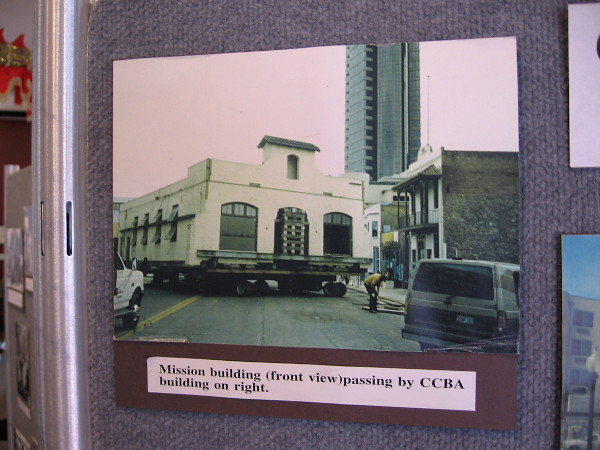 Mission building (front view)passing by CCBA
building on right.